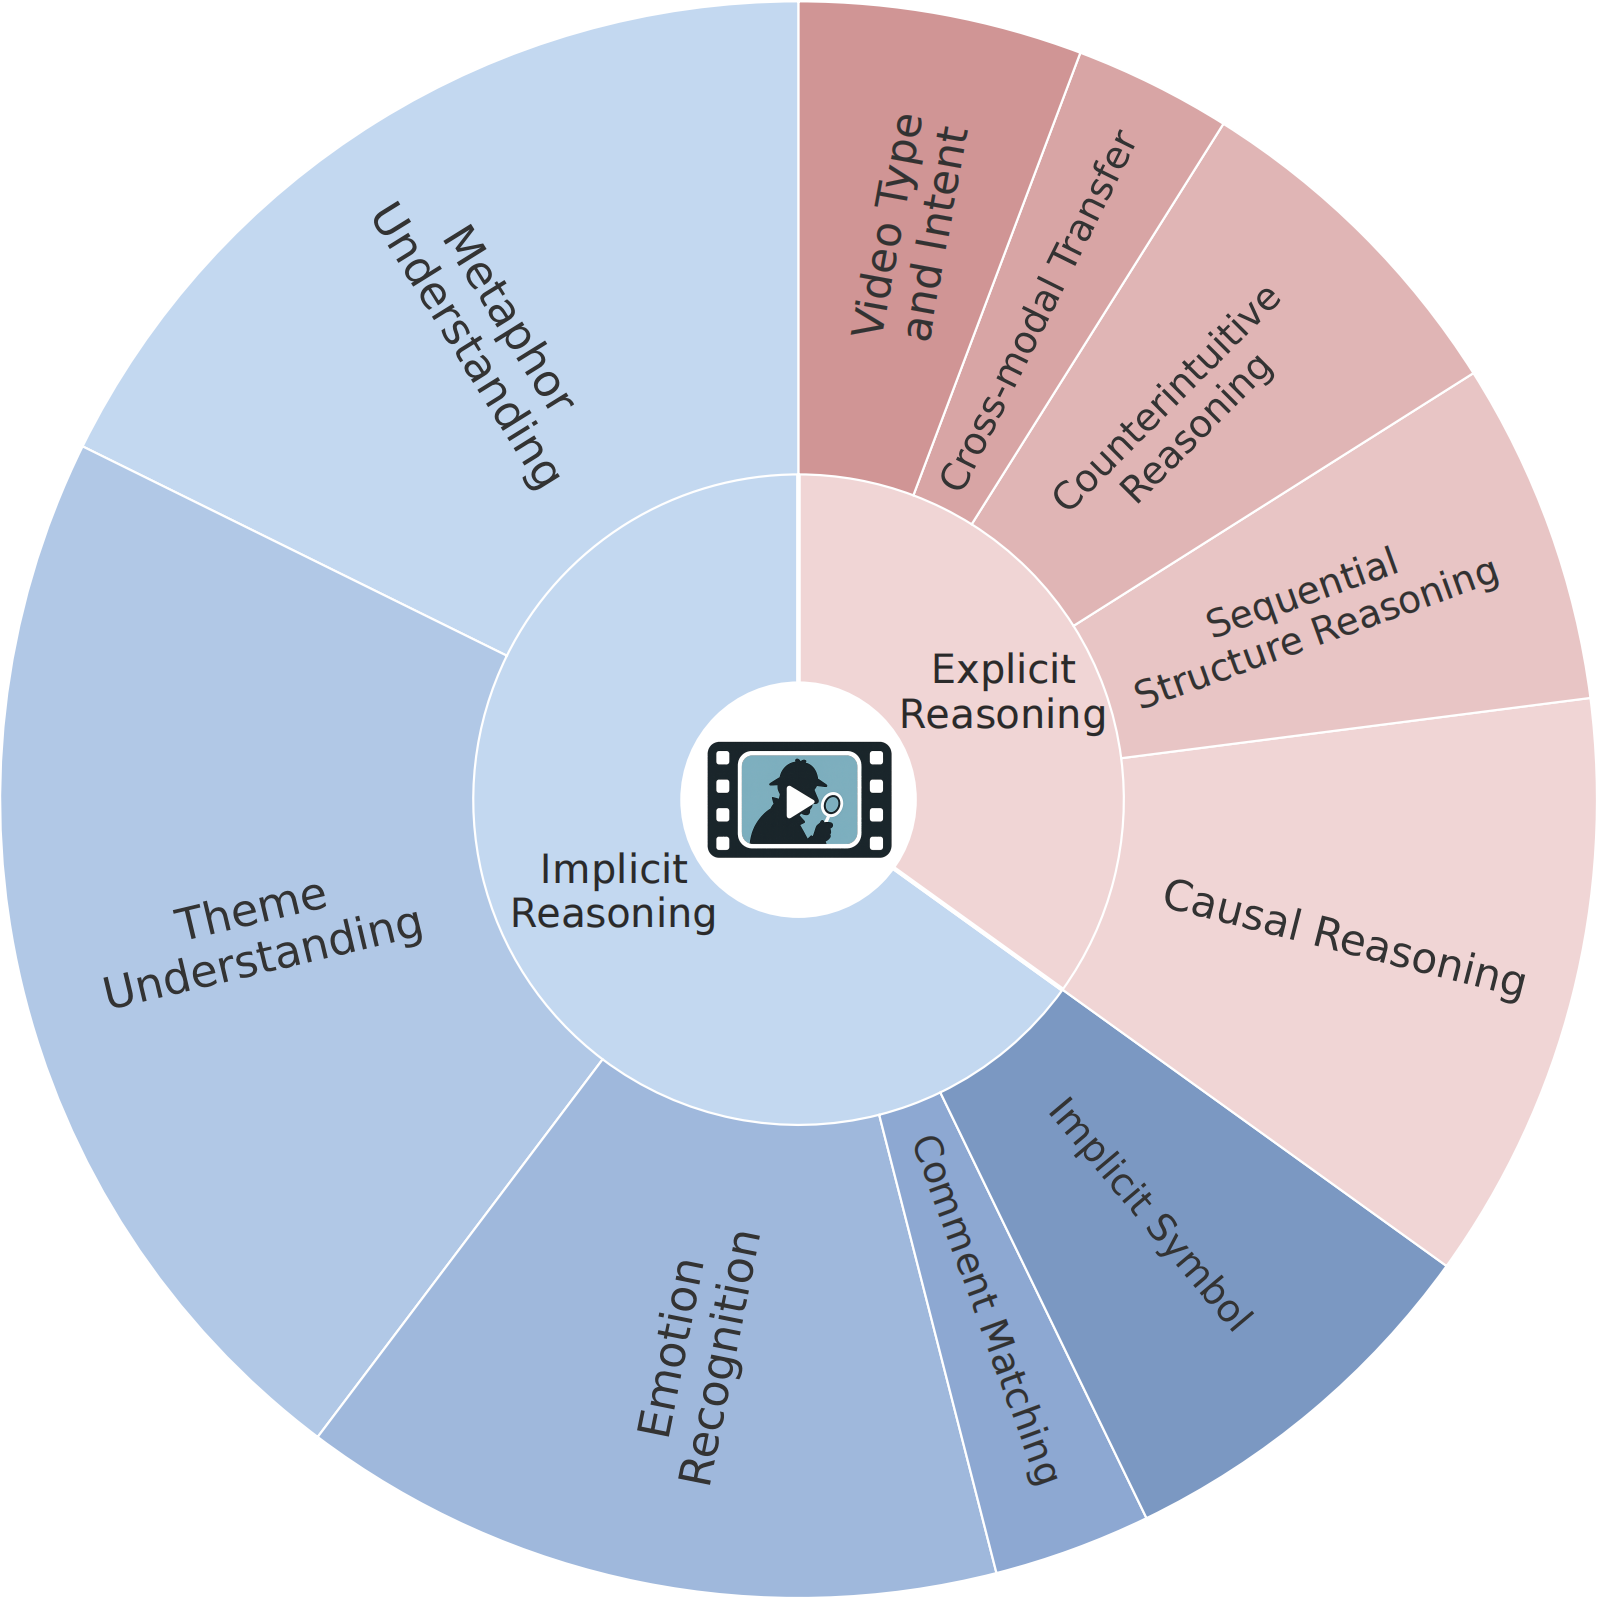 Video Type
and Intent
Cross-modal Transfer
Counterintuitive
Reasoning
Sequential
Structure Reasoning
Causal Reasoning
Implicit Symbol
Comment Matching
Emotion
Recognition
Theme
Understanding
Metaphor
Understanding
Explicit
Reasoning
Implicit
Reasoning